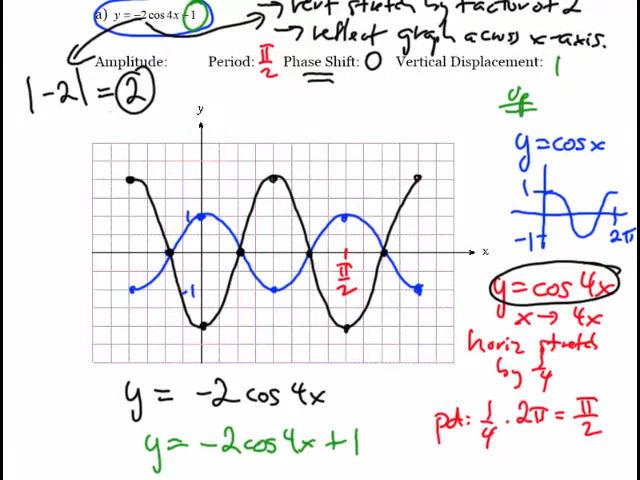 → vert stretch by factor of 2
a) y = −2 cos 4x + 1
→ reflect graph across x-axis.
Amplitude: Period: π/2 Phase Shift: 0 Vertical Displacement: 1
|−2| = 2
up
y
y = cos x
1
−1
2π
1
−1
π/2
x
y = cos 4x
x → 4x
horiz stretch
by 1/4
pd: 1/4 · 2π = π/2
y = −2 cos 4x
y = −2 cos 4x + 1